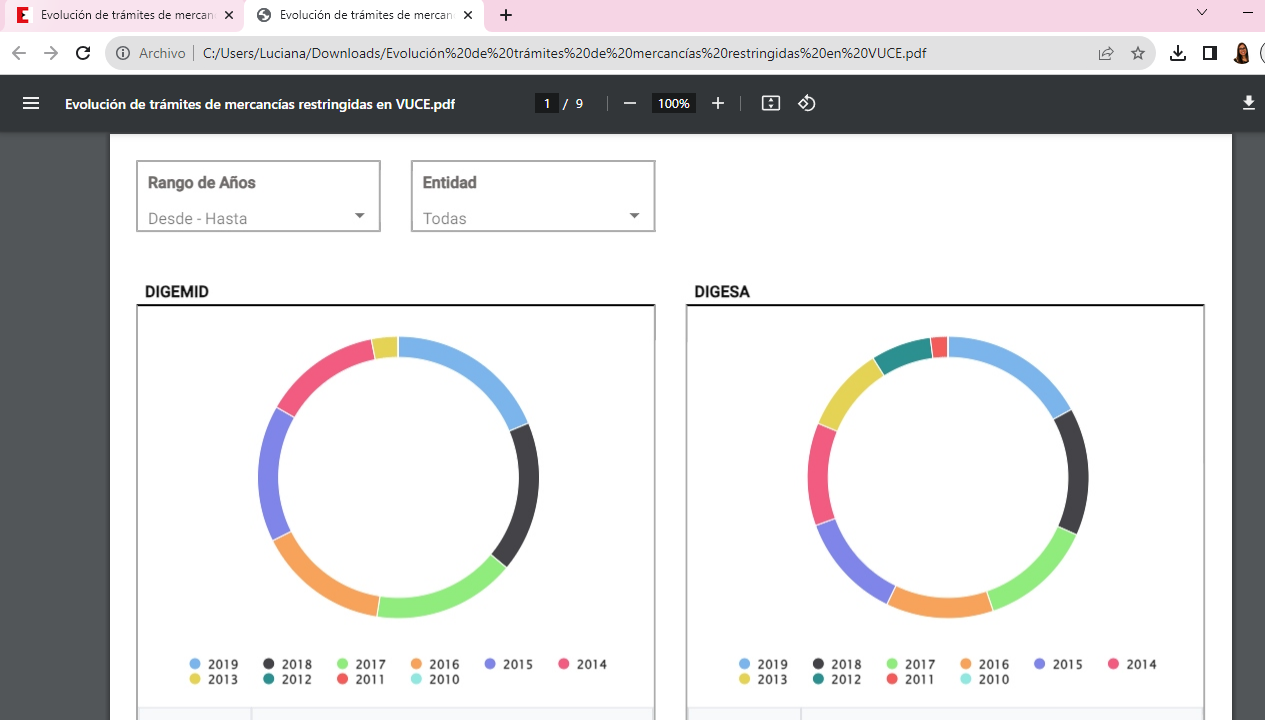 Evolución de trámites de mercan
Evolución de trámites de mercan
Archivo
C:/Users/Luciana/Downloads/Evolución%20de%20trámites%20de%20mercancías%20restringidas%20en%20VUCE.pdf
Evolución de trámites de mercancías restringidas en VUCE.pdf
1 / 9
100%
Rango de Años
Desde - Hasta
Entidad
Todas
DIGEMID
2019 2018 2017 2016 2015 2014
2013 2012 2011 2010
DIGESA
2019 2018 2017 2016 2015 2014
2013 2012 2011 2010